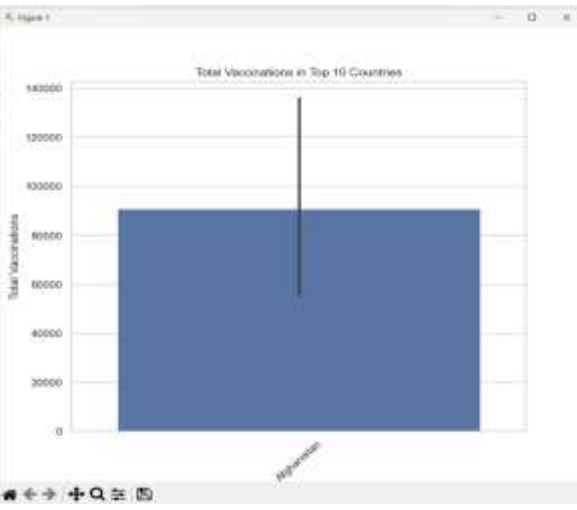 Figure 1
Total Vaccinations in Top 10 Countries
140000
120000
100000
80000
60000
40000
20000
0
Total Vaccinations
Afghanistan